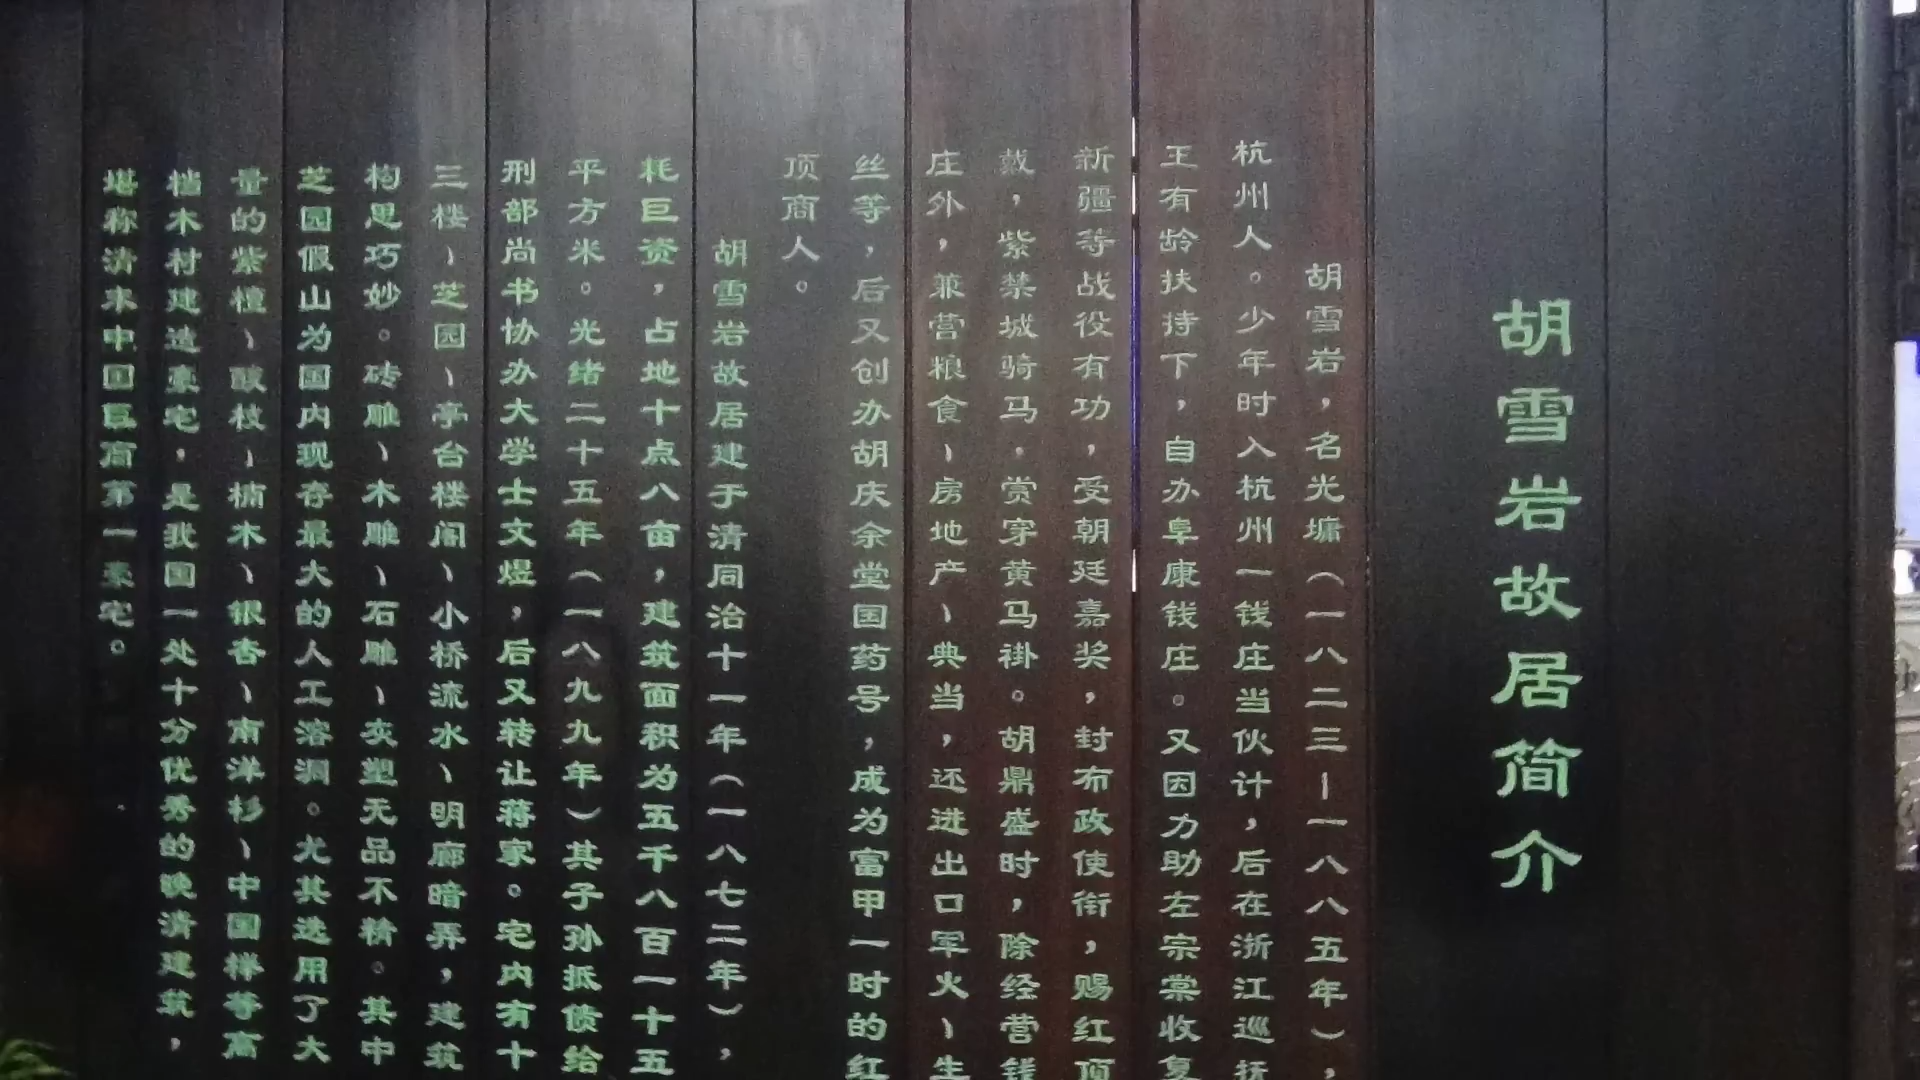 胡雪岩故居简介
胡雪岩，名光墉（一八二三—一八八五年），
杭州人。少年时入杭州一钱庄当伙计，后在浙江巡抚
王有龄扶持下，自办阜康钱庄。又因力助左宗棠收复
新疆等战役有功，受朝廷嘉奖，封布政使衔，赐红顶
戴，紫禁城骑马，赏穿黄马褂。胡鼎盛时，除经营钱
庄外，兼营粮食、房地产、典当，还进出口军火、生
丝等，后又创办胡庆余堂国药号，成为富甲一时的红
顶商人。
胡雪岩故居建于清同治十一年（一八七二年），
耗巨资，占地十点八亩，建筑面积为五千八百一十五
平方米。光绪二十五年（一八九九年）其子孙抵债给
刑部尚书协办大学士文煜，后又转让蒋家。宅内有十
三楼、芝园、亭台楼阁、小桥流水、明廊暗弄，建筑
构思巧妙。砖雕、木雕、石雕、灰塑无品不精。其中
芝园假山为国内现存最大的人工溶洞。尤其选用了大
量的紫檀、酸枝、楠木、银杏、南洋杉、中国榉等高
档木材建造豪宅，是我国一处十分优秀的晚清建筑，
堪称清末中国巨商第一豪宅。